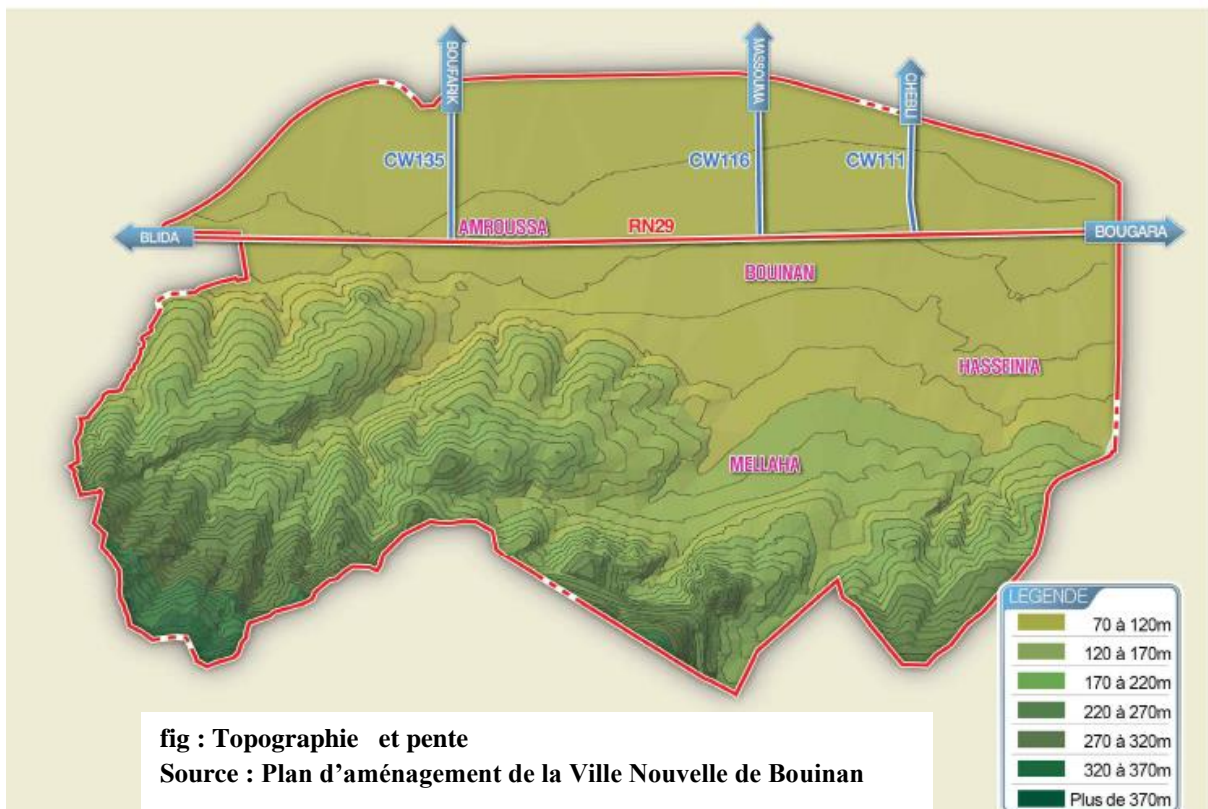 BOUFARIK
MASSOUMA
CHEBLI
CW135
CW116
CW111
AMROUSSA
RN29
BLIDA
BOUGARA
BOUINAN
HASSEINIA
MELLAHA
LEGENDE
70 à 120m
120 à 170m
170 à 220m
220 à 270m
270 à 320m
320 à 370m
Plus de 370m
fig : Topographie et pente
Source : Plan d’aménagement de la Ville Nouvelle de Bouinan